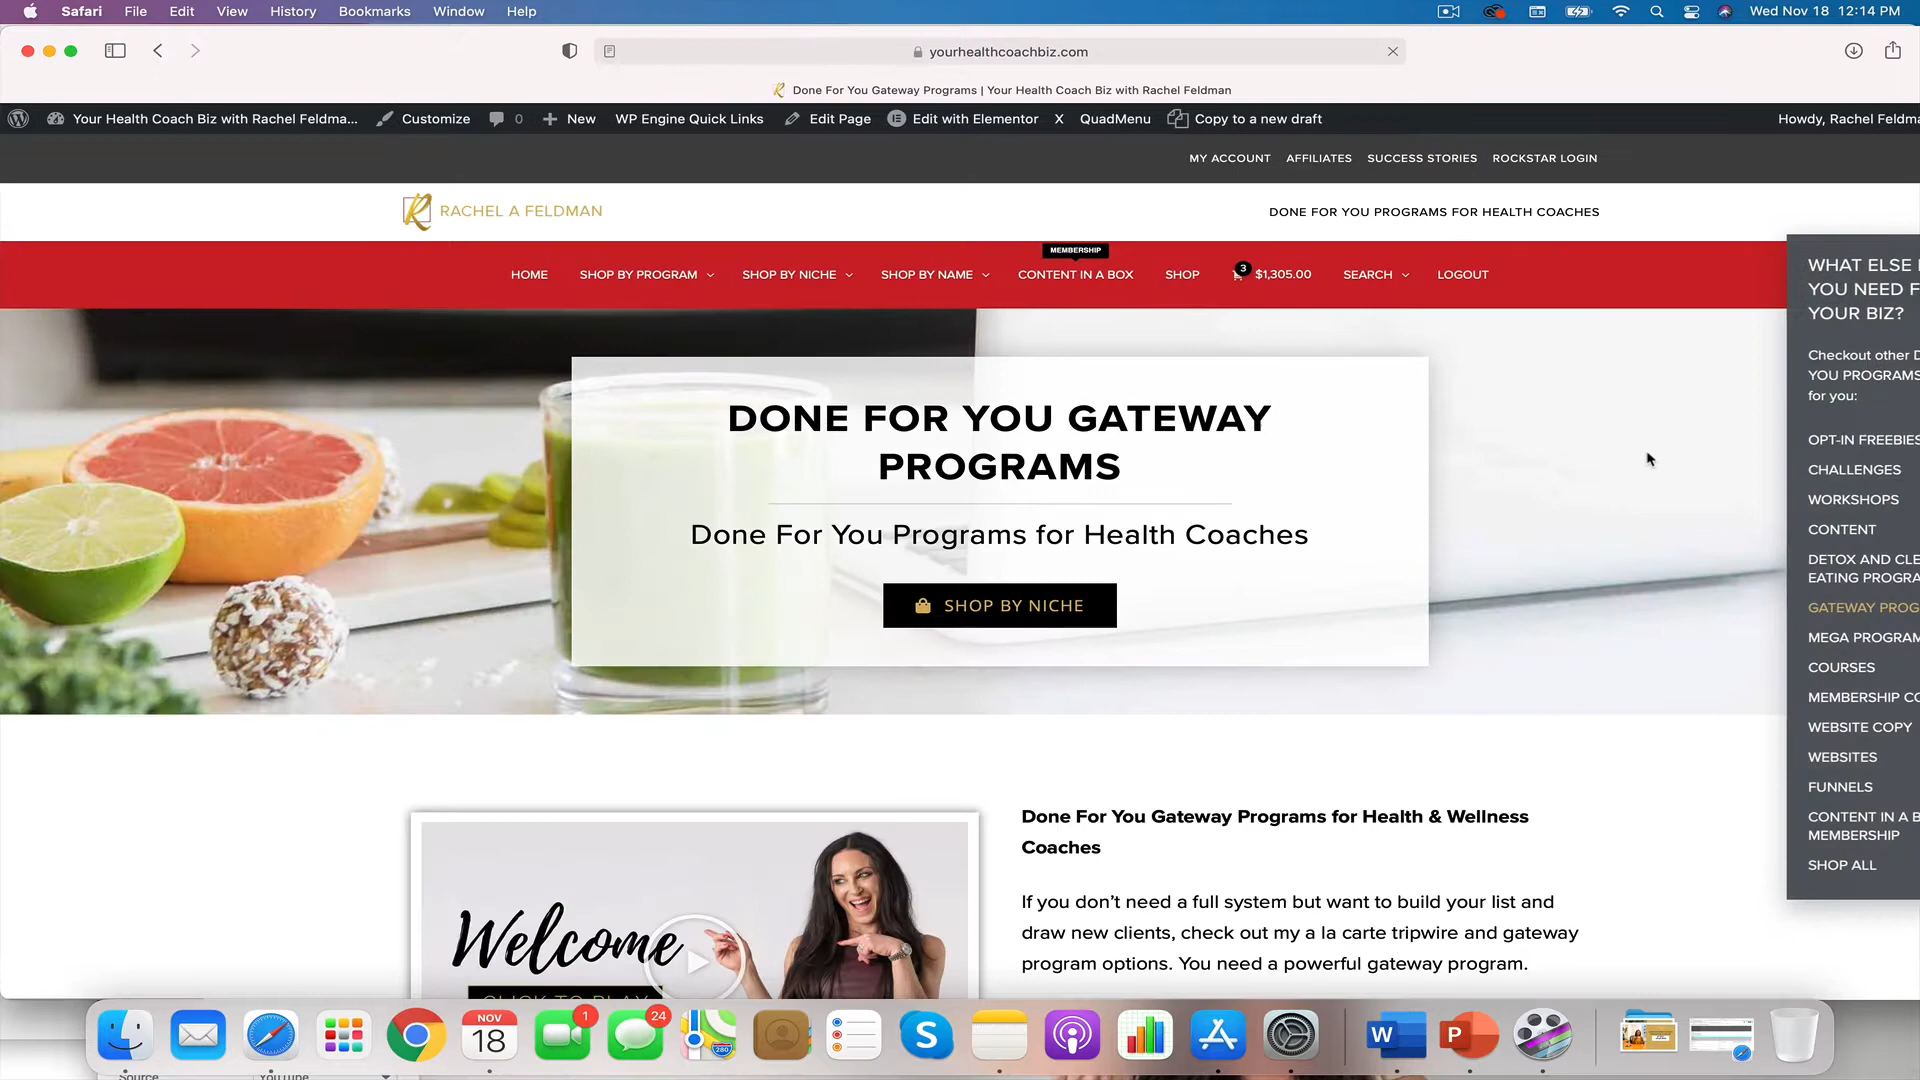 Safari File Edit View History Bookmarks Window Help Wed Nov 18 12:14 PM
yourhealthcoachbiz.com
Done For You Gateway Programs | Your Health Coach Biz with Rachel Feldman
Your Health Coach Biz with Rachel Feldma... Customize 0 New WP Engine Quick Links Edit Page Edit with Elementor X QuadMenu Copy to a new draft Howdy, Rachel Feldma
MY ACCOUNT AFFILIATES SUCCESS STORIES ROCKSTAR LOGIN
R RACHEL A FELDMAN DONE FOR YOU PROGRAMS FOR HEALTH COACHES
MEMBERSHIP
HOME SHOP BY PROGRAM SHOP BY NICHE SHOP BY NAME CONTENT IN A BOX SHOP 3 $1,305.00 SEARCH LOGOUT
DONE FOR YOU GATEWAY
PROGRAMS
Done For You Programs for Health Coaches
SHOP BY NICHE
WHAT ELSE
YOU NEED F
YOUR BIZ?
Checkout other D
YOU PROGRAMS
for you:
OPT-IN FREEBIES
CHALLENGES
WORKSHOPS
CONTENT
DETOX AND CLE
EATING PROGRA
GATEWAY PROG
MEGA PROGRAM
COURSES
MEMBERSHIP CO
WEBSITE COPY
WEBSITES
FUNNELS
CONTENT IN A B
MEMBERSHIP
SHOP ALL
Welcome
CLICK TO PLAY
Done For You Gateway Programs for Health & Wellness
Coaches
If you don't need a full system but want to build your list and
draw new clients, check out my a la carte tripwire and gateway
program options. You need a powerful gateway program.
NOV
18
1
24
280
S
W
P
Source YouTube